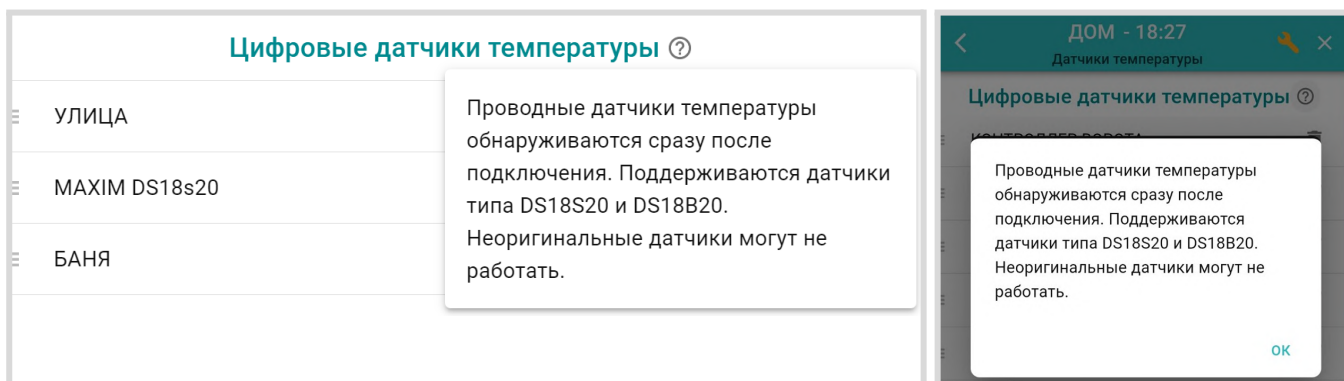 Цифровые датчики температуры ?
УЛИЦА
MAXIM DS18s20
БАНЯ
Проводные датчики температуры
обнаруживаются сразу после
подключения. Поддерживаются датчики
типа DS18S20 и DS18B20.
Неоригинальные датчики могут не
работать.
ДОМ - 18:27
Датчики температуры
Цифровые датчики температуры ?
Проводные датчики температуры
обнаруживаются сразу после
подключения. Поддерживаются
датчики типа DS18S20 и DS18B20.
Неоригинальные датчики могут не
работать.
ОК